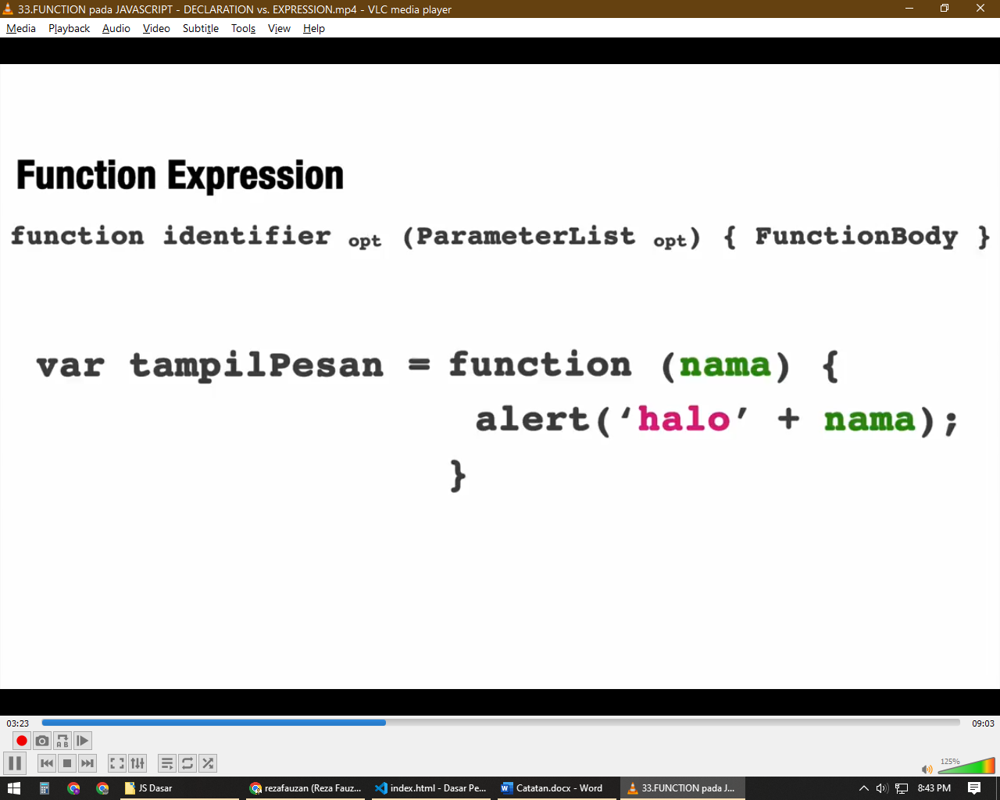 33.FUNCTION pada JAVASCRIPT - DECLARATION vs. EXPRESSION.mp4 - VLC media player
Media Playback Audio Video Subtitle Tools View Help
Function Expression
function identifier opt (ParameterList opt) { FunctionBody }
var tampilPesan = function (nama) {
alert(‘halo’ + nama);
}
03:23 09:03
A B
125%
JS Dasar rezafauzan (Reza Fauz... index.html - Dasar Pe... Catatan.docx - Word 33.FUNCTION pada J... 8:43 PM